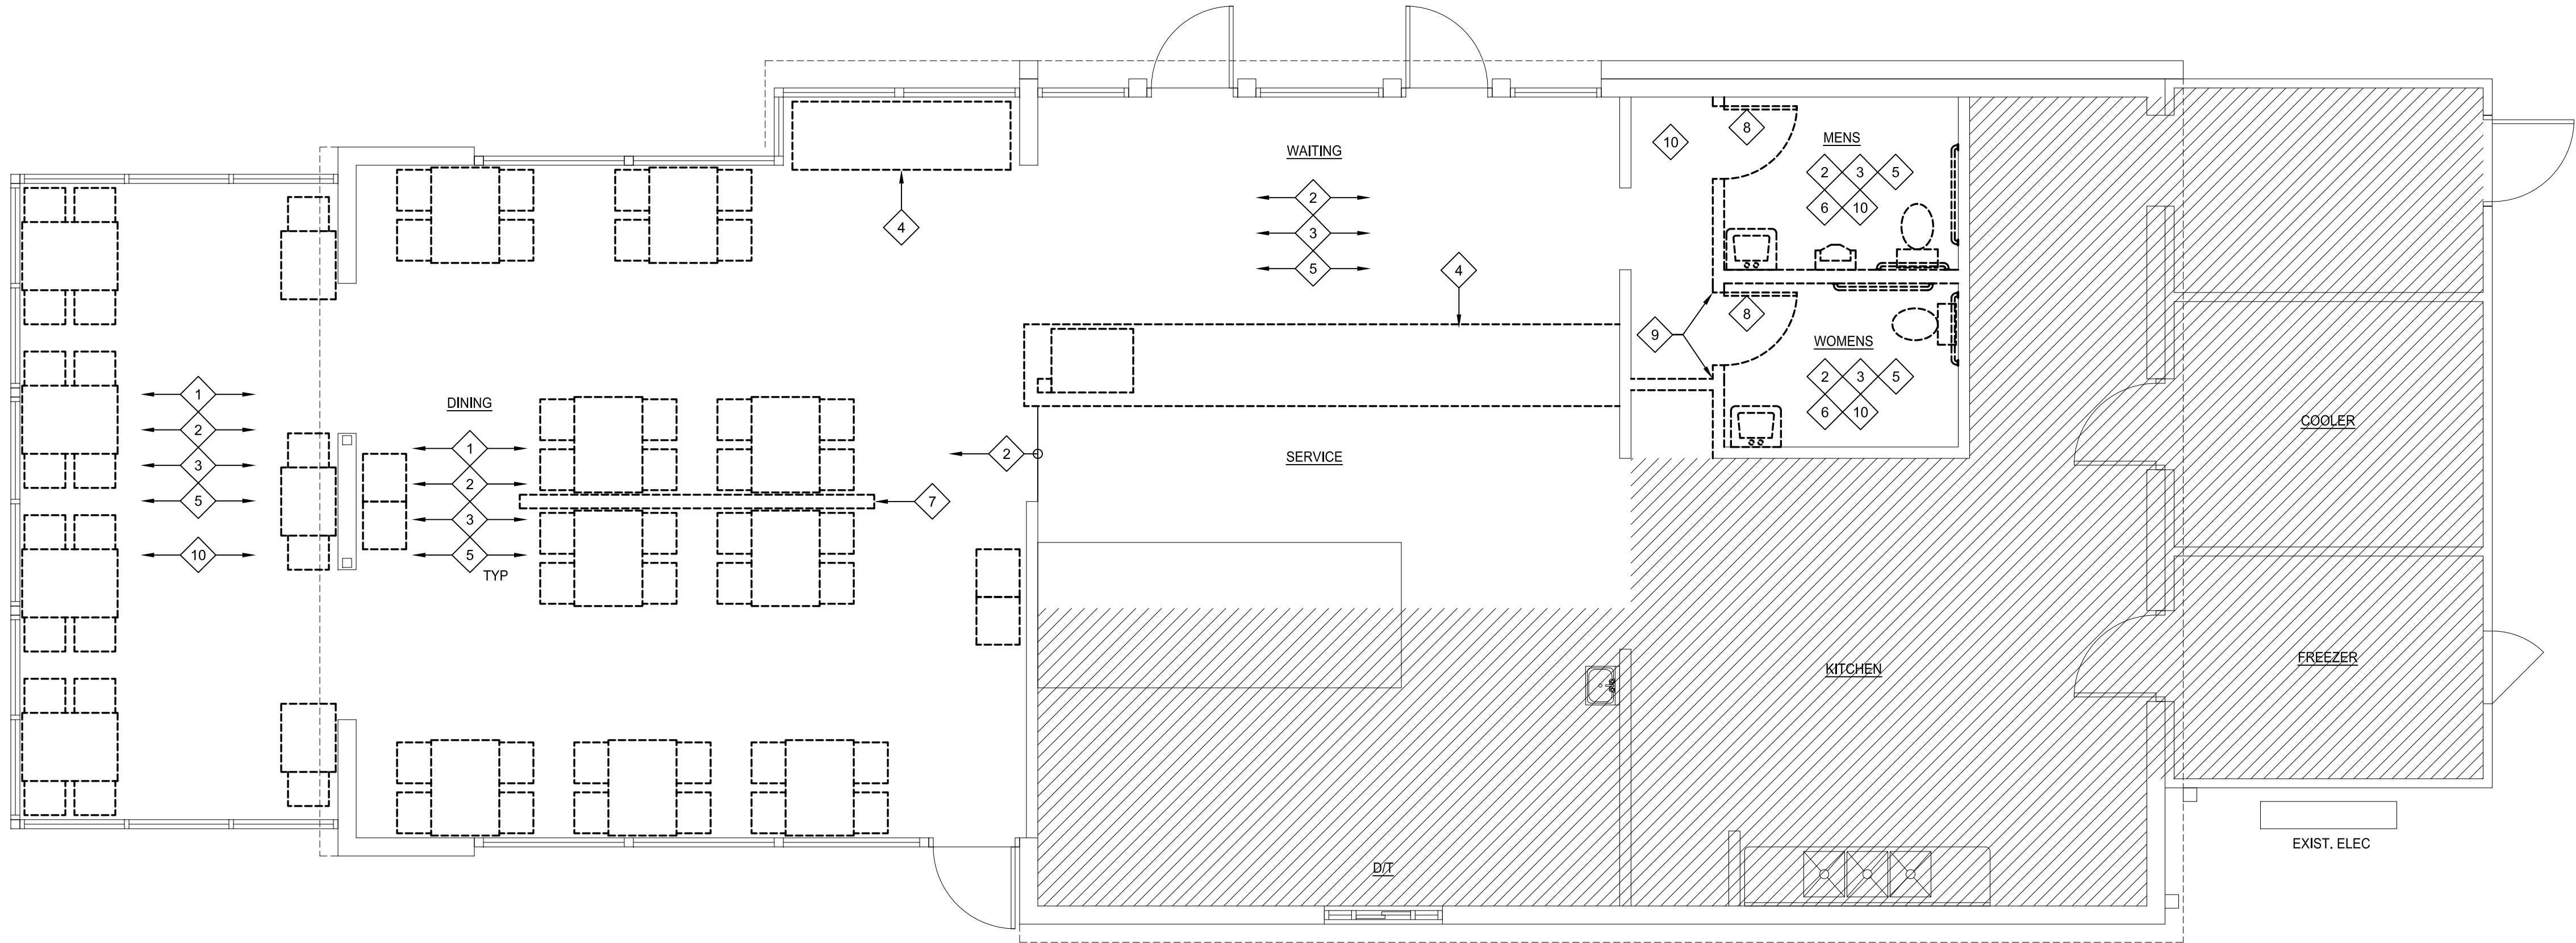 WAITING
2
3
5
4
4
10
8
MENS
2 3 5
6 10
8
9
WOMENS
2 3 5
6 10
1
2
3
5
10
DINING
1
2
3
5
TYP
7
2
SERVICE
COOLER
FREEZER
KITCHEN
D/T
EXIST. ELEC